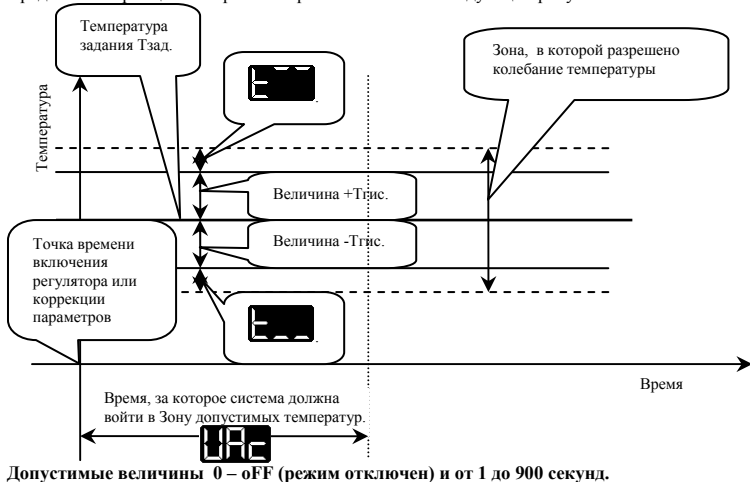 Температура
задания Тзад.
Зона, в которой разрешено
колебание температуры
Температура
Величина +Тгис.
Величина -Тгис.
Точка времени
включения
регулятора или
коррекции
параметров
Время
Время, за которое система должна
войти в Зону допустимых температур.
Допустимые величины 0 – oFF (режим отключен) и от 1 до 900 секунд.